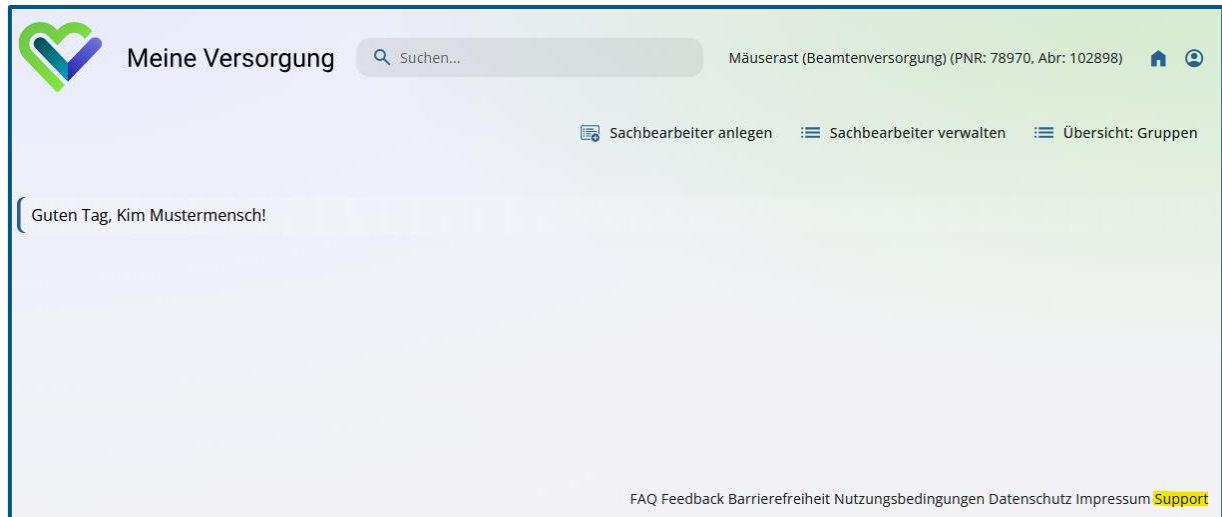 Meine Versorgung
Suchen...
Mäuserast (Beamtenversorgung) (PNR: 78970, Abr: 102898)
Sachbearbeiter anlegen Sachbearbeiter verwalten Übersicht: Gruppen
Guten Tag, Kim Mustermensch!
FAQ Feedback Barrierefreiheit Nutzungsbedingungen Datenschutz Impressum Support